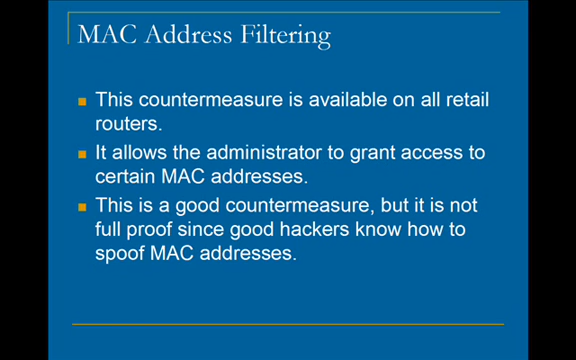 MAC Address Filtering
This countermeasure is available on all retail
routers.
It allows the administrator to grant access to
certain MAC addresses.
This is a good countermeasure, but it is not
full proof since good hackers know how to
spoof MAC addresses.